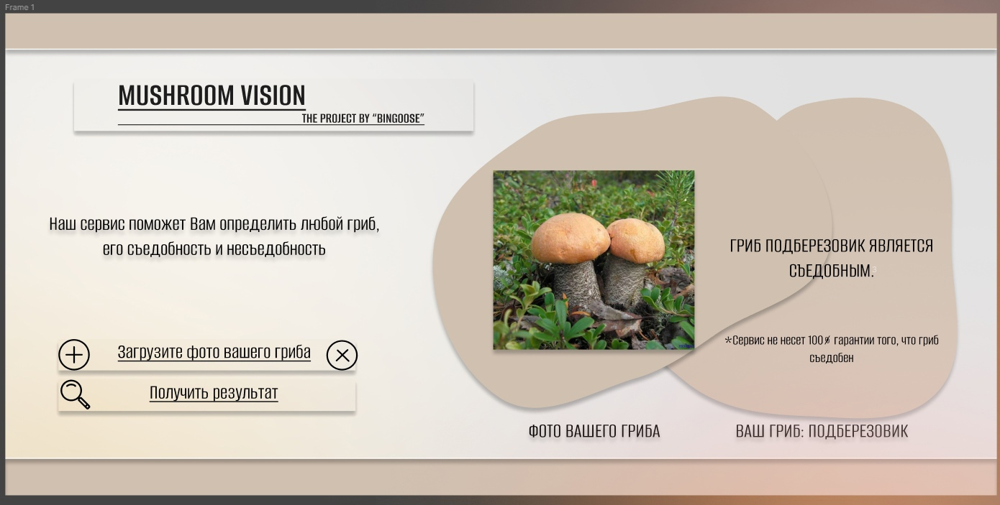 Frame 1
MUSHROOM VISION
THE PROJECT BY “BINGOOSE”
Наш сервис поможет Вам определить любой гриб,
его съедобность и несъедобность
Загрузите фото вашего гриба
Получить результат
ГРИБ ПОДБЕРЕЗОВИК ЯВЛЯЕТСЯ
СЪЕДОБНЫМ.
*Сервис не несет 100% гарантии того, что гриб
съедобен
ФОТО ВАШЕГО ГРИБА
ВАШ ГРИБ: ПОДБЕРЕЗОВИК